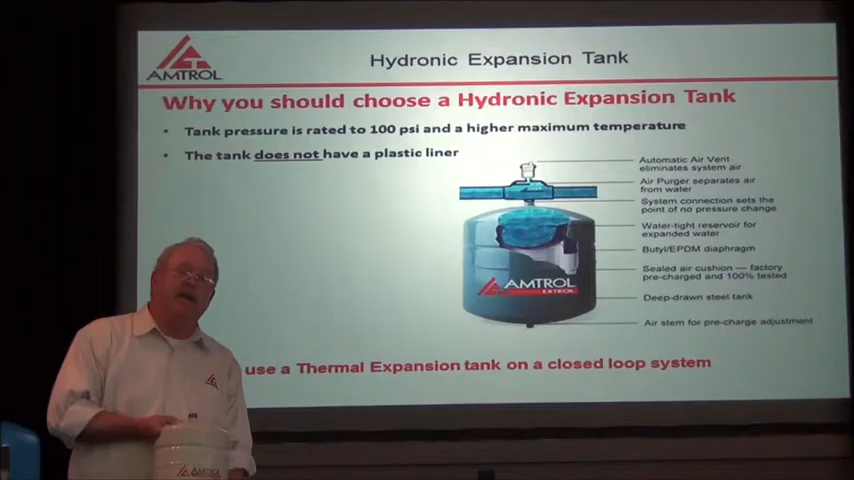 AMTROL
Hydronic Expansion Tank
Why you should choose a Hydronic Expansion Tank
• Tank pressure is rated to 100 psi and a higher maximum temperature
• The tank does not have a plastic liner
Automatic Air Vent
eliminates system air
Air Purger separates air
from water
System connection sets the
point of no pressure change
Water-tight reservoir for
expanded water
Butyl/EPDM diaphragm
Sealed air cushion — factory
pre-charged and 100% tested
Deep-drawn steel tank
Air stem for pre-charge adjustment
AMTROL
EXTROL
use a Thermal Expansion tank on a closed loop system
AMTROL